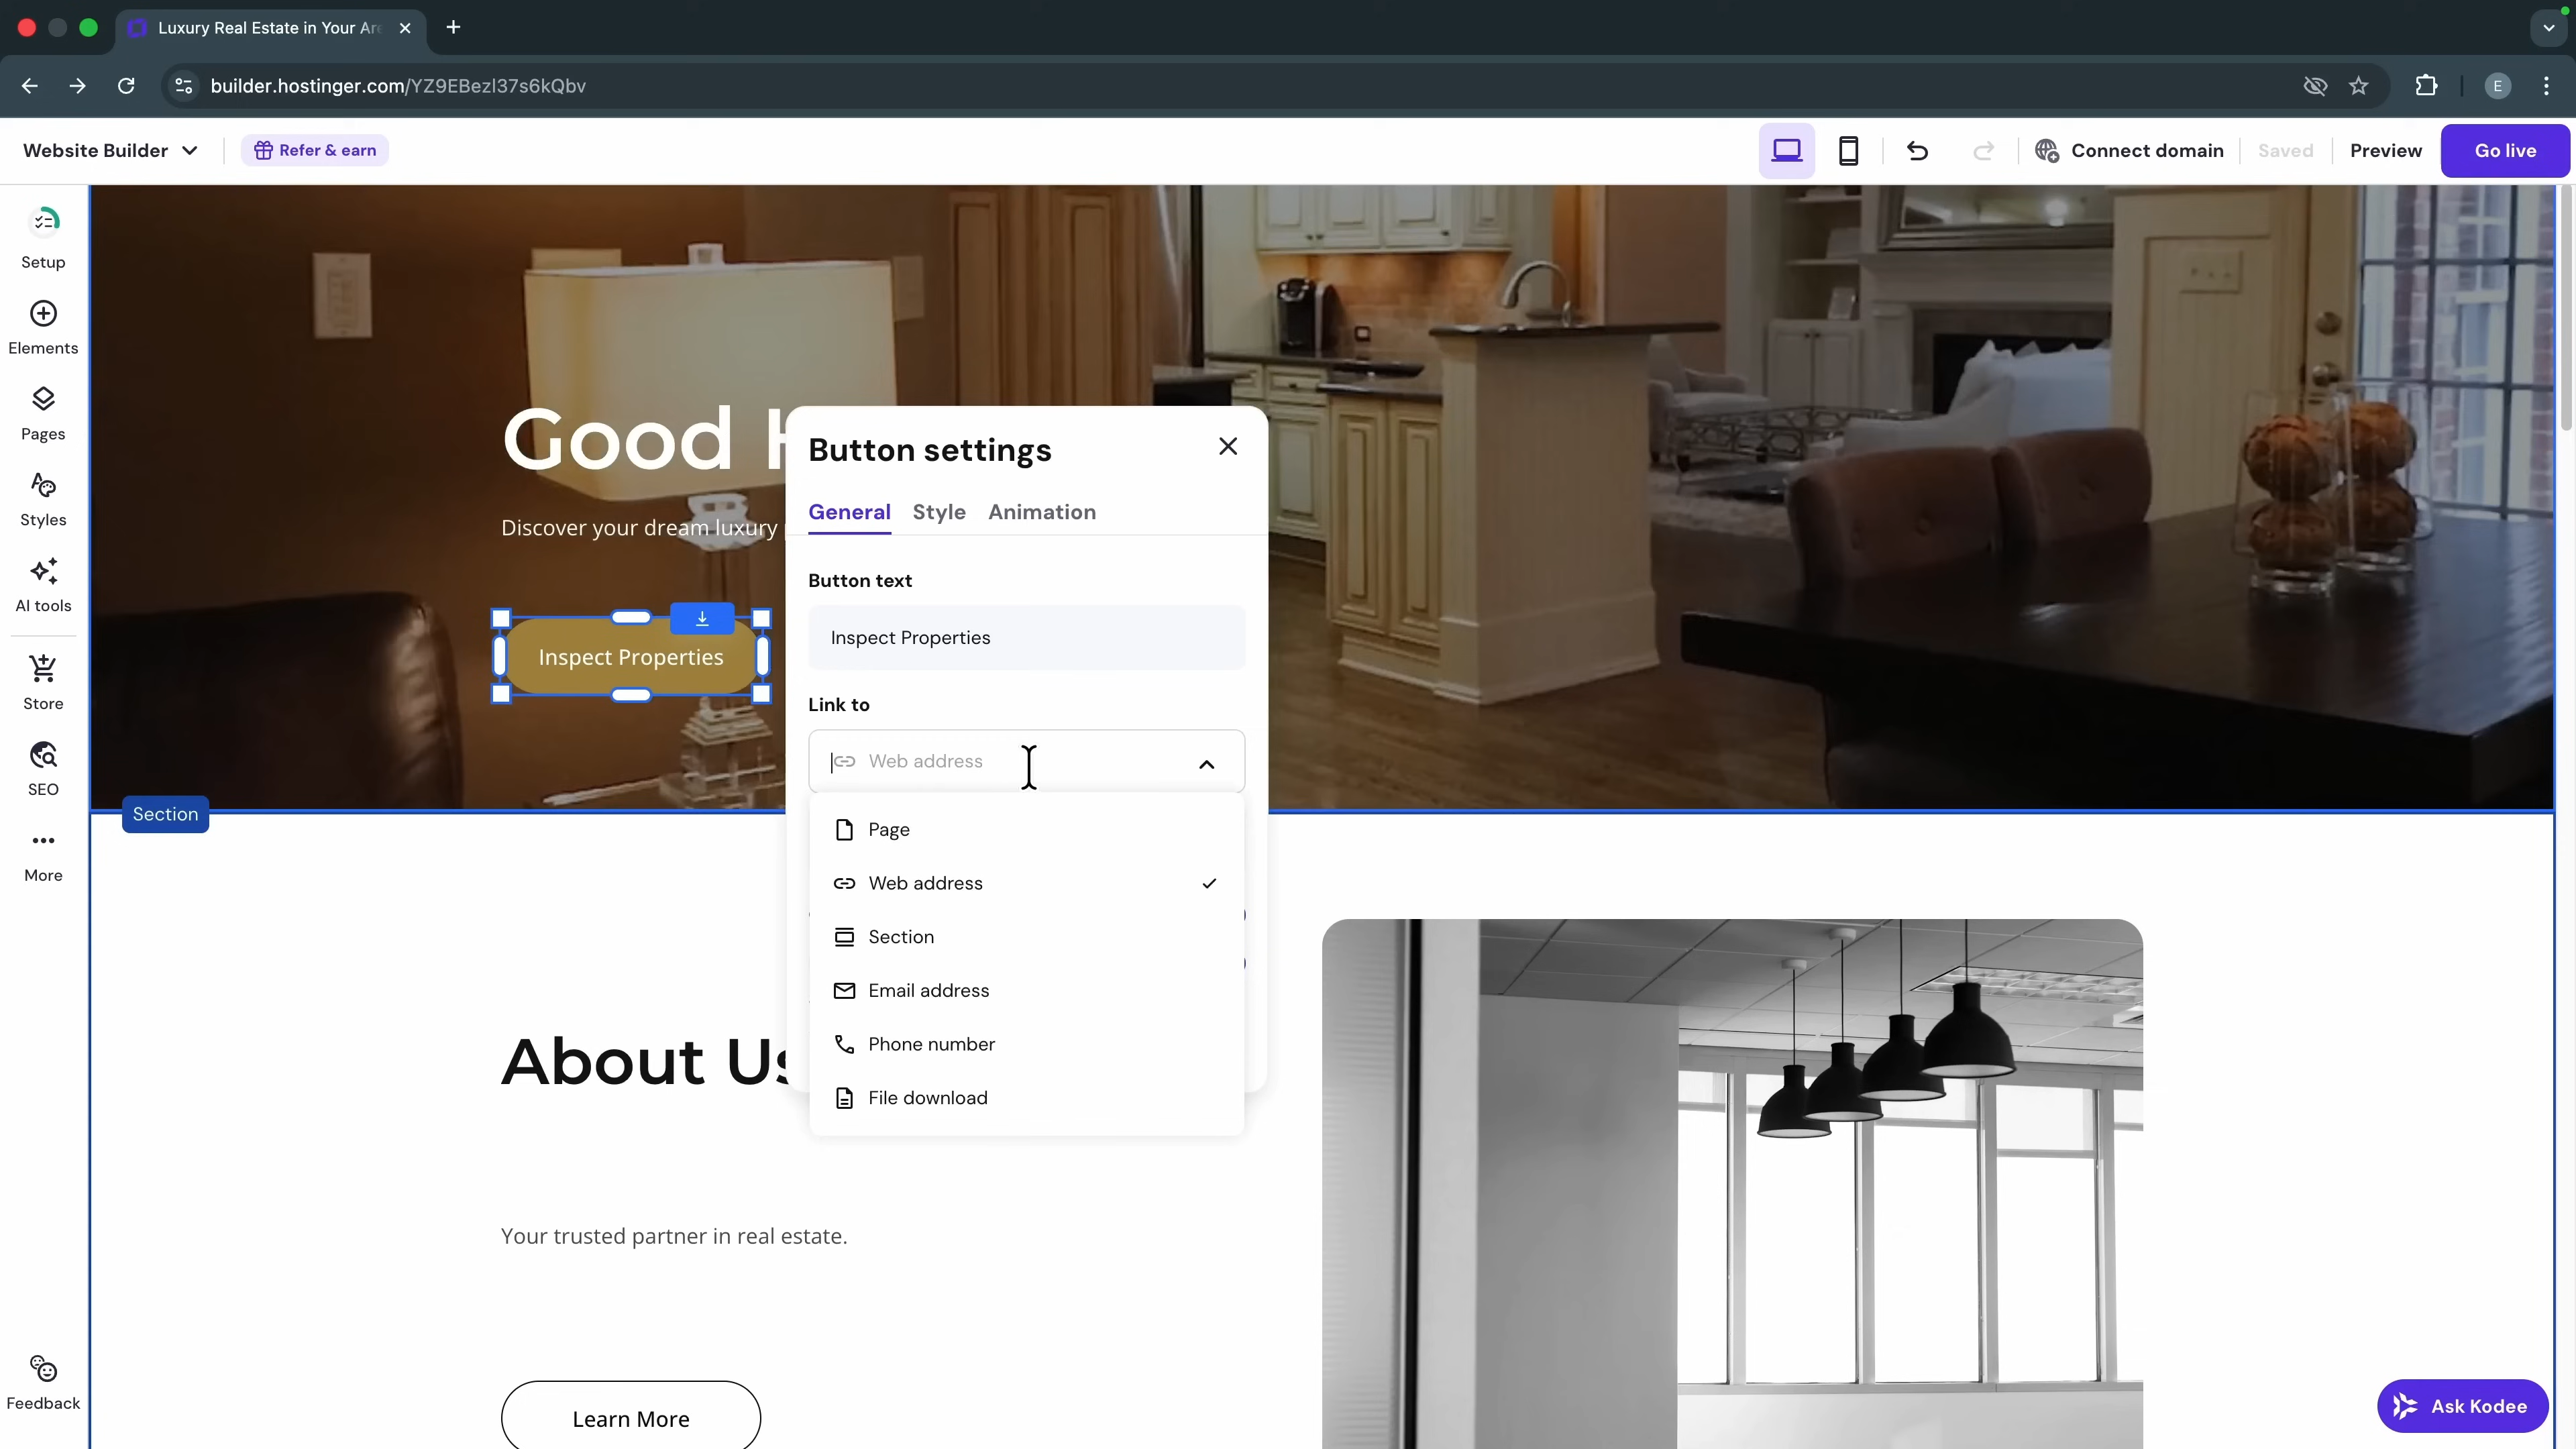 Luxury Real Estate in Your Are
builder.hostinger.com/YZ9EBezl37s6kQbv
E
Website Builder
Refer & earn
Connect domain
Saved
Preview
Go live
Setup
Elements
Pages
Styles
AI tools
Store
SEO
More
Feedback
Good H
Discover your dream luxury
Inspect Properties
Section
Button settings
General Style Animation
Button text
Inspect Properties
Link to
Web address
Page
Web address
Section
Email address
Phone number
File download
About Us
Your trusted partner in real estate.
Learn More
Ask Kodee